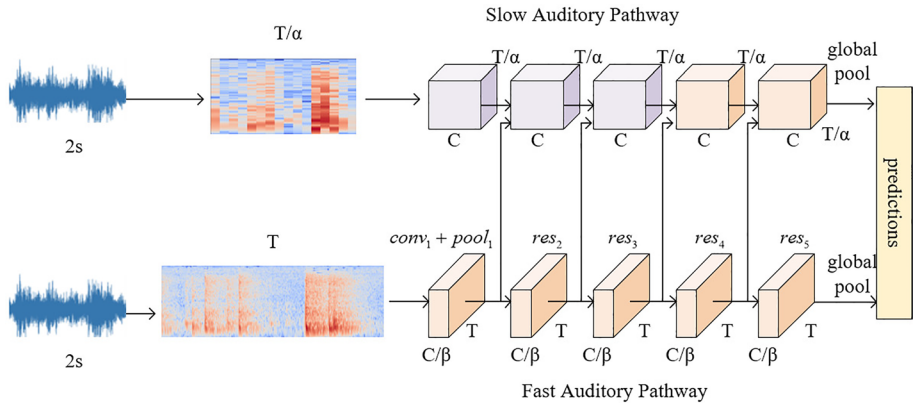 Slow Auditory Pathway
T/α
T/α T/α T/α T/α global
pool
2s
C C C C C T/α
predictions
T
conv₁ + pool₁ res₂ res₃ res₄ res₅
global
pool
T T T T T
2s
C/β C/β C/β C/β C/β
Fast Auditory Pathway